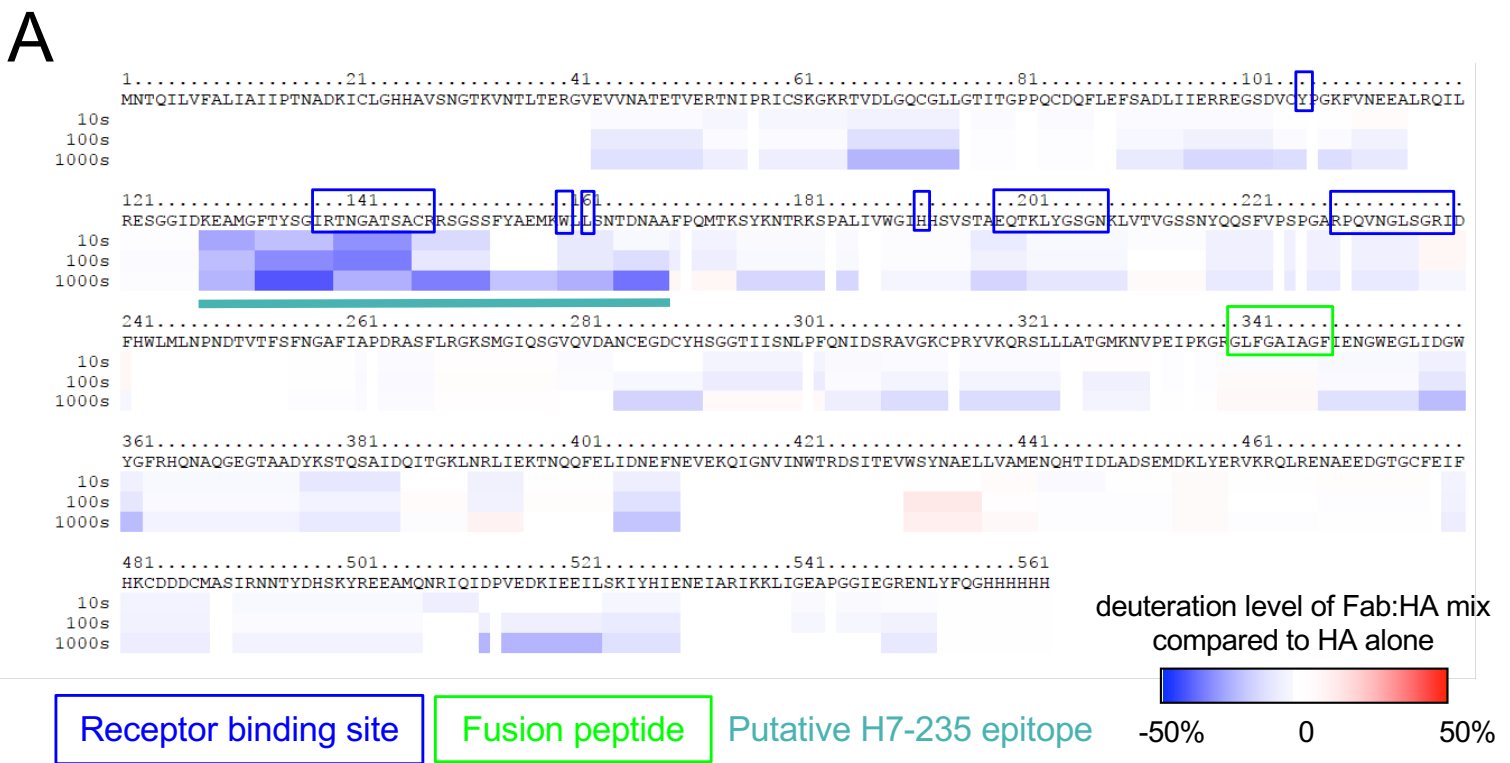 A
1...................21..................41..................61..................81..................101..................
MNTQILVFALIAIIPTNADKICLGHHAVSNGTKVNTLTERGVEVVNATETVERTNIPRICSKGKRTVDLGQCGLLGTITGPPQCDQFLEFSADLIIERREGSDVCYPGKFVNEEALRQIL
10s
100s
1000s
121.................141.................161.................181.................201.................221.................
RESGGIDKEAMGFTYSGIRTNGATSACRRSGSSFYAEMKWLLSNTDNAAFPQMTKSYKNTRKSPALIVWGIHHSVSTAEQTKLYGSGNKLVTVGSSNYQQSFVPSPGARPQVNGLSGRID
10s
100s
1000s
241.................261.................281.................301.................321.................341.................
FHWLMLNPNDTVTFSFNGAFIAPDRASFLRGKSMGIQSGVQVDANCEGDCYHSGGTIISNLPFQNIDSRAVGKCPRYVKQRSLLLATGMKNVPEIPKGRGLFGAIAGFIENGWEGLIDGW
10s
100s
1000s
361.................381.................401.................421.................441.................461.................
YGFRHQNAQGEGTAADYKSTQSAIDQITGKLNRLIEKTNQQFELIDNEFNEVEKQIGNVINWTRDSITEVWSYNAELLVAMENQHTIDLADSEMDKLYERVKRQLRENAEEDGTGCFEIF
10s
100s
1000s
481.................501.................521.................541.................561
HKCDDDCMASIRNNTYDHSKYREEAMQNRIQIDPVEDKIEEILSKIYHIENEIARIKKLIGEAPGGIEGRENLYFQGHHHHHH
10s
100s
1000s
deuteration level of Fab:HA mix
compared to HA alone
-50% 0 50%
Receptor binding site Fusion peptide Putative H7-235 epitope